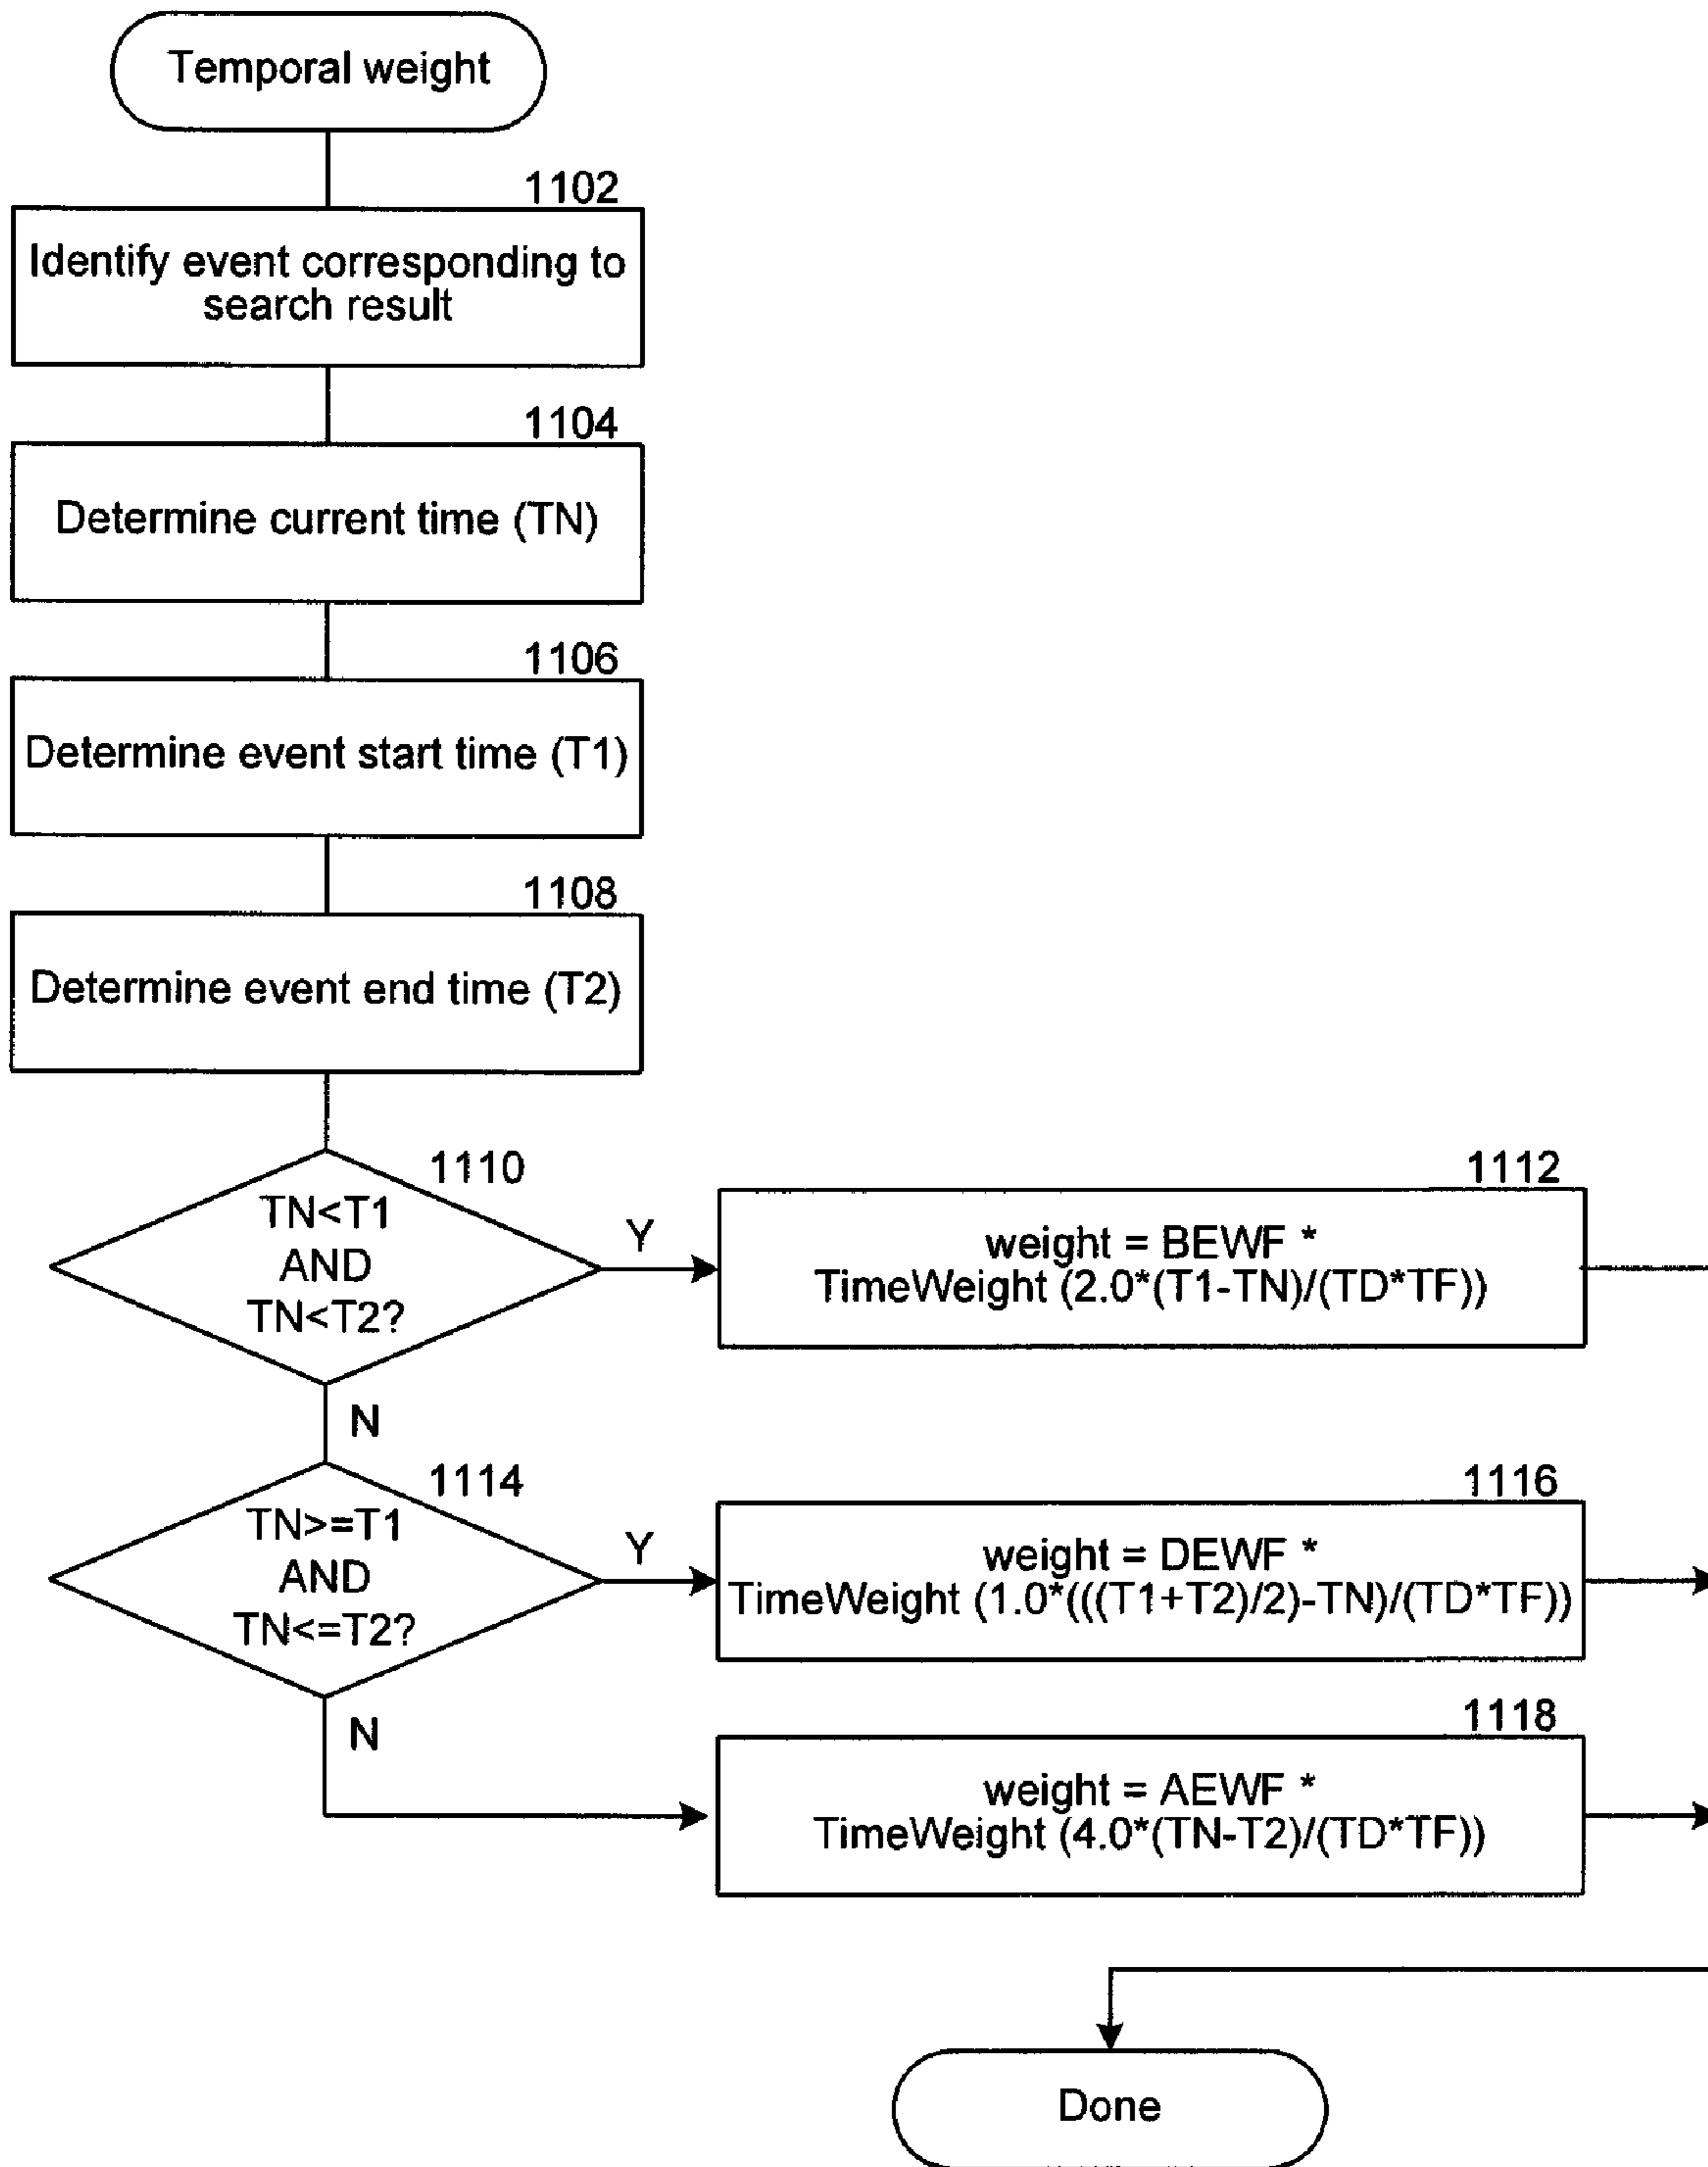 Temporal weight
1102
Identify event corresponding to
search result
1104
Determine current time (TN)
1106
Determine event start time (T1)
1108
Determine event end time (T2)
1110
TN<T1
AND
TN<T2?
Y
1112
weight = BEWF *
TimeWeight (2.0*(T1-TN)/(TD*TF))
N
1114
TN>=T1
AND
TN<=T2?
Y
1116
weight = DEWF *
TimeWeight (1.0*(((T1+T2)/2)-TN)/(TD*TF))
N
1118
weight = AEWF *
TimeWeight (4.0*(TN-T2)/(TD*TF))
Done